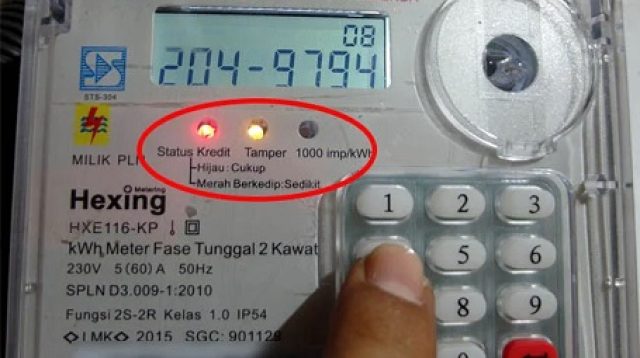 08
204-9794
STS-304
Status Kredit Tamper 1000 imp/kWh
Hijau : Cukup
Merah Berkedip:Sedikit
MILIK PLN
Hexing Metering
HXE116-KP
kWh Meter Fase Tunggal 2 Kawat
230V 5(60)A 50Hz
SPLN D3.009-1:2010
Fungsi 2S-2R Kelas 1.0 IP54
LMK 2015 SGC: 901128
1 2 3
5 6
8 9
0